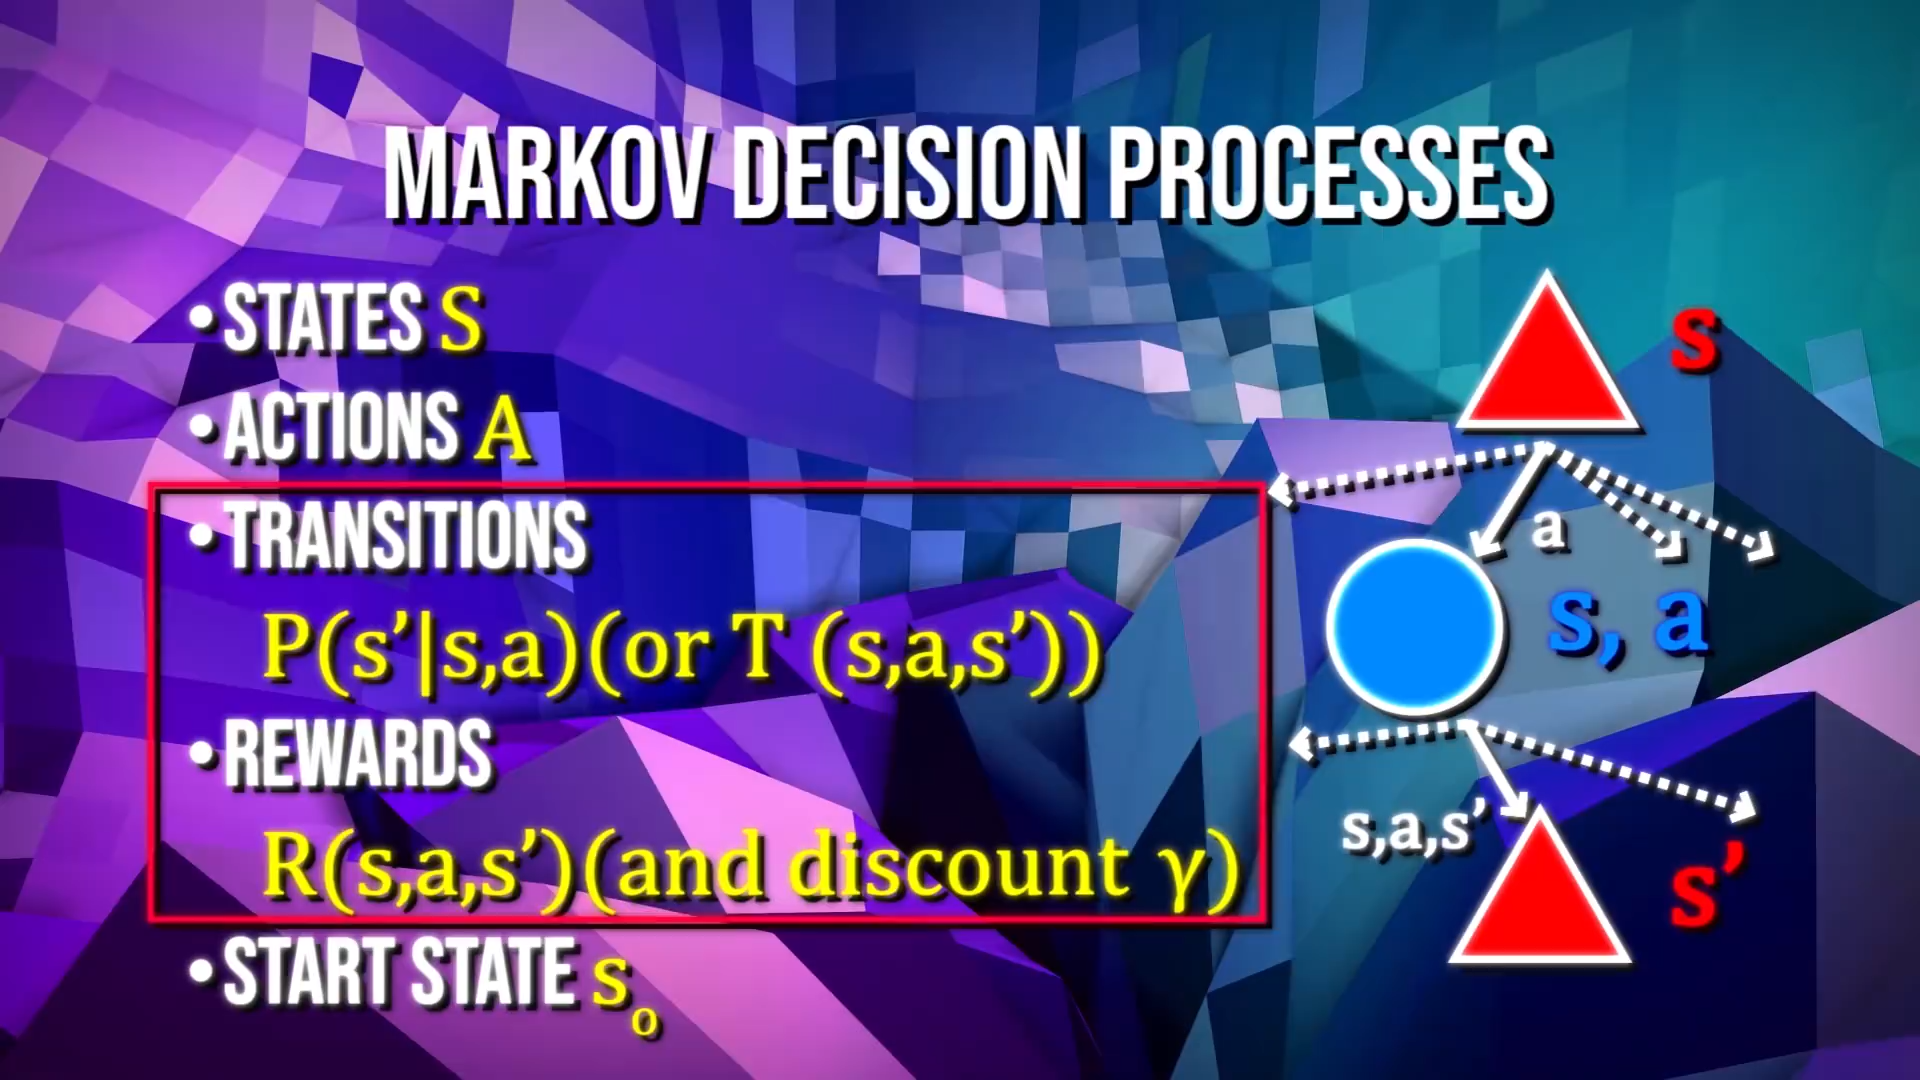 MARKOV DECISION PROCESSES
•STATES S
•ACTIONS A
•TRANSITIONS
P(s’|s,a)(or T (s,a,s’))
•REWARDS
R(s,a,s’)(and discount γ)
•START STATE s₀
s
a
s, a
s,a,s’
s’